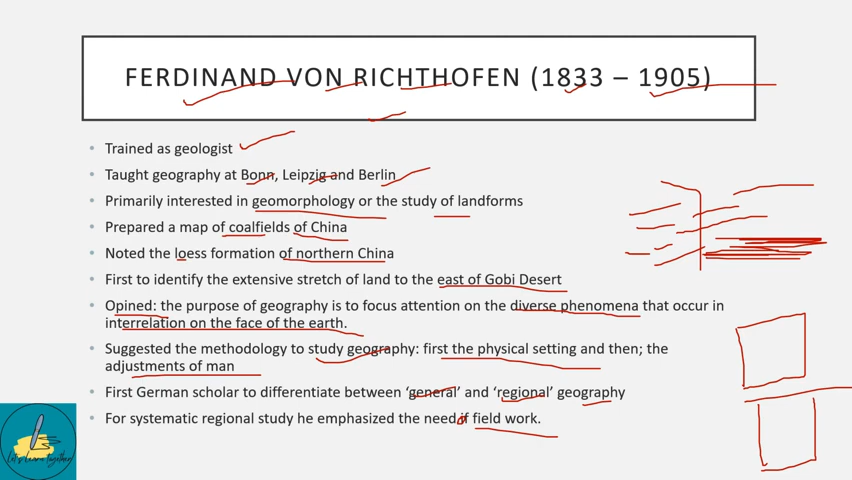 FERDINAND VON RICHTHOFEN (1833 – 1905)
• Trained as geologist
• Taught geography at Bonn, Leipzig and Berlin
• Primarily interested in geomorphology or the study of landforms
• Prepared a map of coalfields of China
• Noted the loess formation of northern China
• First to identify the extensive stretch of land to the east of Gobi Desert
• Opined: the purpose of geography is to focus attention on the diverse phenomena that occur in
interrelation on the face of the earth.
• Suggested the methodology to study geography: first the physical setting and then; the
adjustments of man
• First German scholar to differentiate between ‘general’ and ‘regional’ geography
• For systematic regional study he emphasized the need if field work.
Let's Learn together